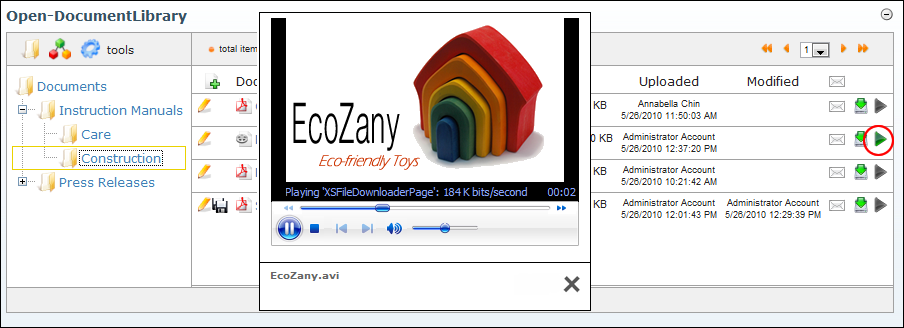 Open-DocumentLibrary
tools
total item
1
Documents
Instruction Manuals
Care
Construction
Press Releases
Doc
Uploaded
Modified
KB
Annabella Chin
5/26/2010 11:50:03 AM
0 KB
Administrator Account
5/26/2010 12:37:20 PM
Administrator Account
5/26/2010 10:21:42 AM
KB
Administrator Account
5/26/2010 12:01:43 PM
Administrator Account
5/26/2010 12:29:39 PM
EcoZany
Eco-friendly Toys
Playing 'XSFileDownloaderPage': 184 K bits/second
00:02
EcoZany.avi